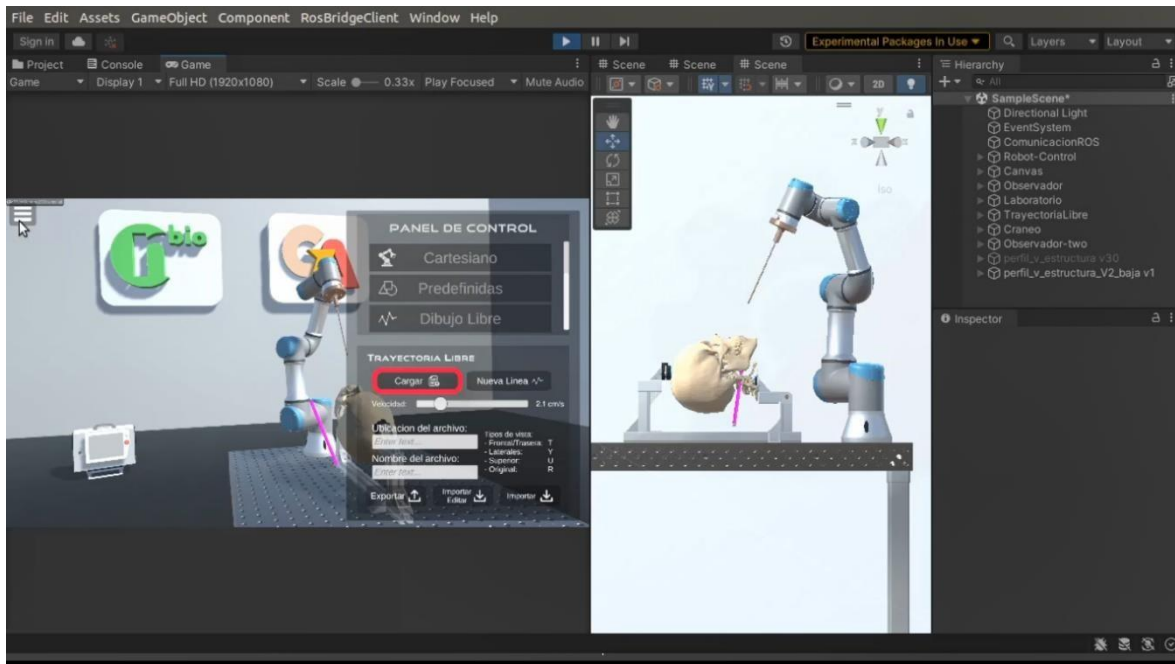 File Edit Assets GameObject Component RosBridgeClient Window Help
Sign in
Experimental Packages In Use
Layers
Layout
Project
Console
Game
Game
Display 1
Full HD (1920x1080)
Scale
0.33x
Play Focused
Mute Audio
Scene
Scene
Scene
2D
y
x
Iso
bio
PANEL DE CONTROL
Cartesiano
Predefinidas
Dibujo Libre
TRAYECTORIA LIBRE
Cargar
Nueva Linea
Velocidad:
2.1 cm/s
Ubicacion del archivo:
Enter text...
Nombre del archivo:
Enter text...
Tipos de vista:
- Frontal/Trasera: T
- Laterales: Y
- Superior: U
- Original: R
Exportar
Importar Editar
Importar
Hierarchy
All
SampleScene*
Directional Light
EventSystem
ComunicacionROS
Robot-Control
Canvas
Observador
Laboratorio
TrayectoriaLibre
Craneo
Observador-two
perfil_v_estructura v30
perfil_v_estructura_V2_baja v1
Inspector